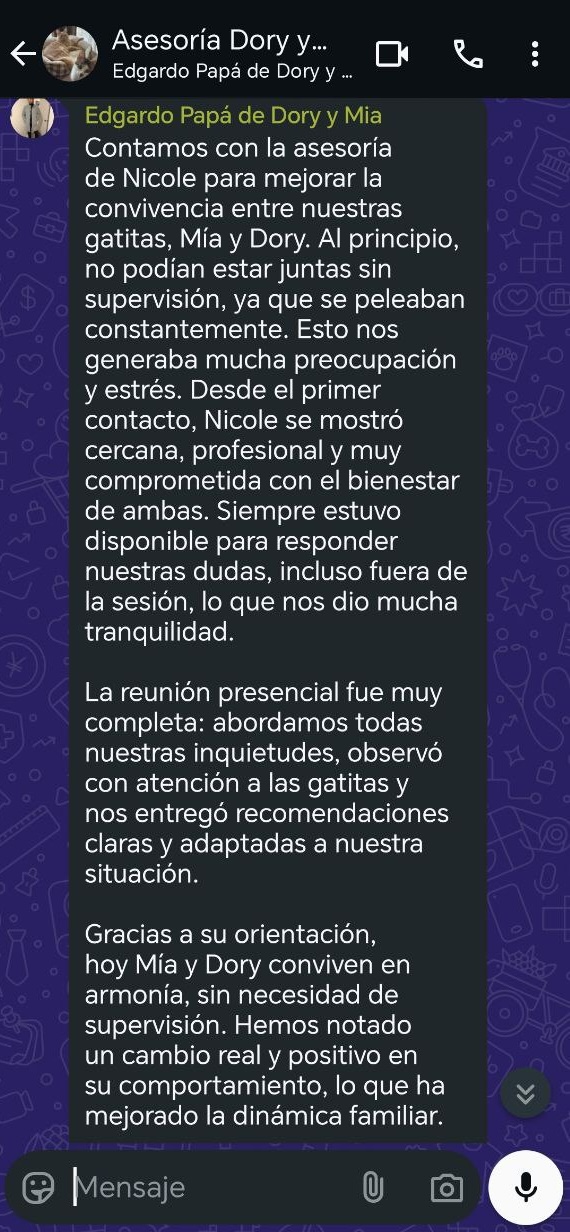 Asesoría Dory y...
Edgardo Papá de Dory y ...
Edgardo Papá de Dory y Mia
Contamos con la asesoría
de Nicole para mejorar la
convivencia entre nuestras
gatitas, Mía y Dory. Al principio,
no podían estar juntas sin
supervisión, ya que se peleaban
constantemente. Esto nos
generaba mucha preocupación
y estrés. Desde el primer
contacto, Nicole se mostró
cercana, profesional y muy
comprometida con el bienestar
de ambas. Siempre estuvo
disponible para responder
nuestras dudas, incluso fuera de
la sesión, lo que nos dio mucha
tranquilidad.
La reunión presencial fue muy
completa: abordamos todas
nuestras inquietudes, observó
con atención a las gatitas y
nos entregó recomendaciones
claras y adaptadas a nuestra
situación.
Gracias a su orientación,
hoy Mía y Dory conviven en
armonía, sin necesidad de
supervisión. Hemos notado
un cambio real y positivo en
su comportamiento, lo que ha
mejorado la dinámica familiar.
Mensaje